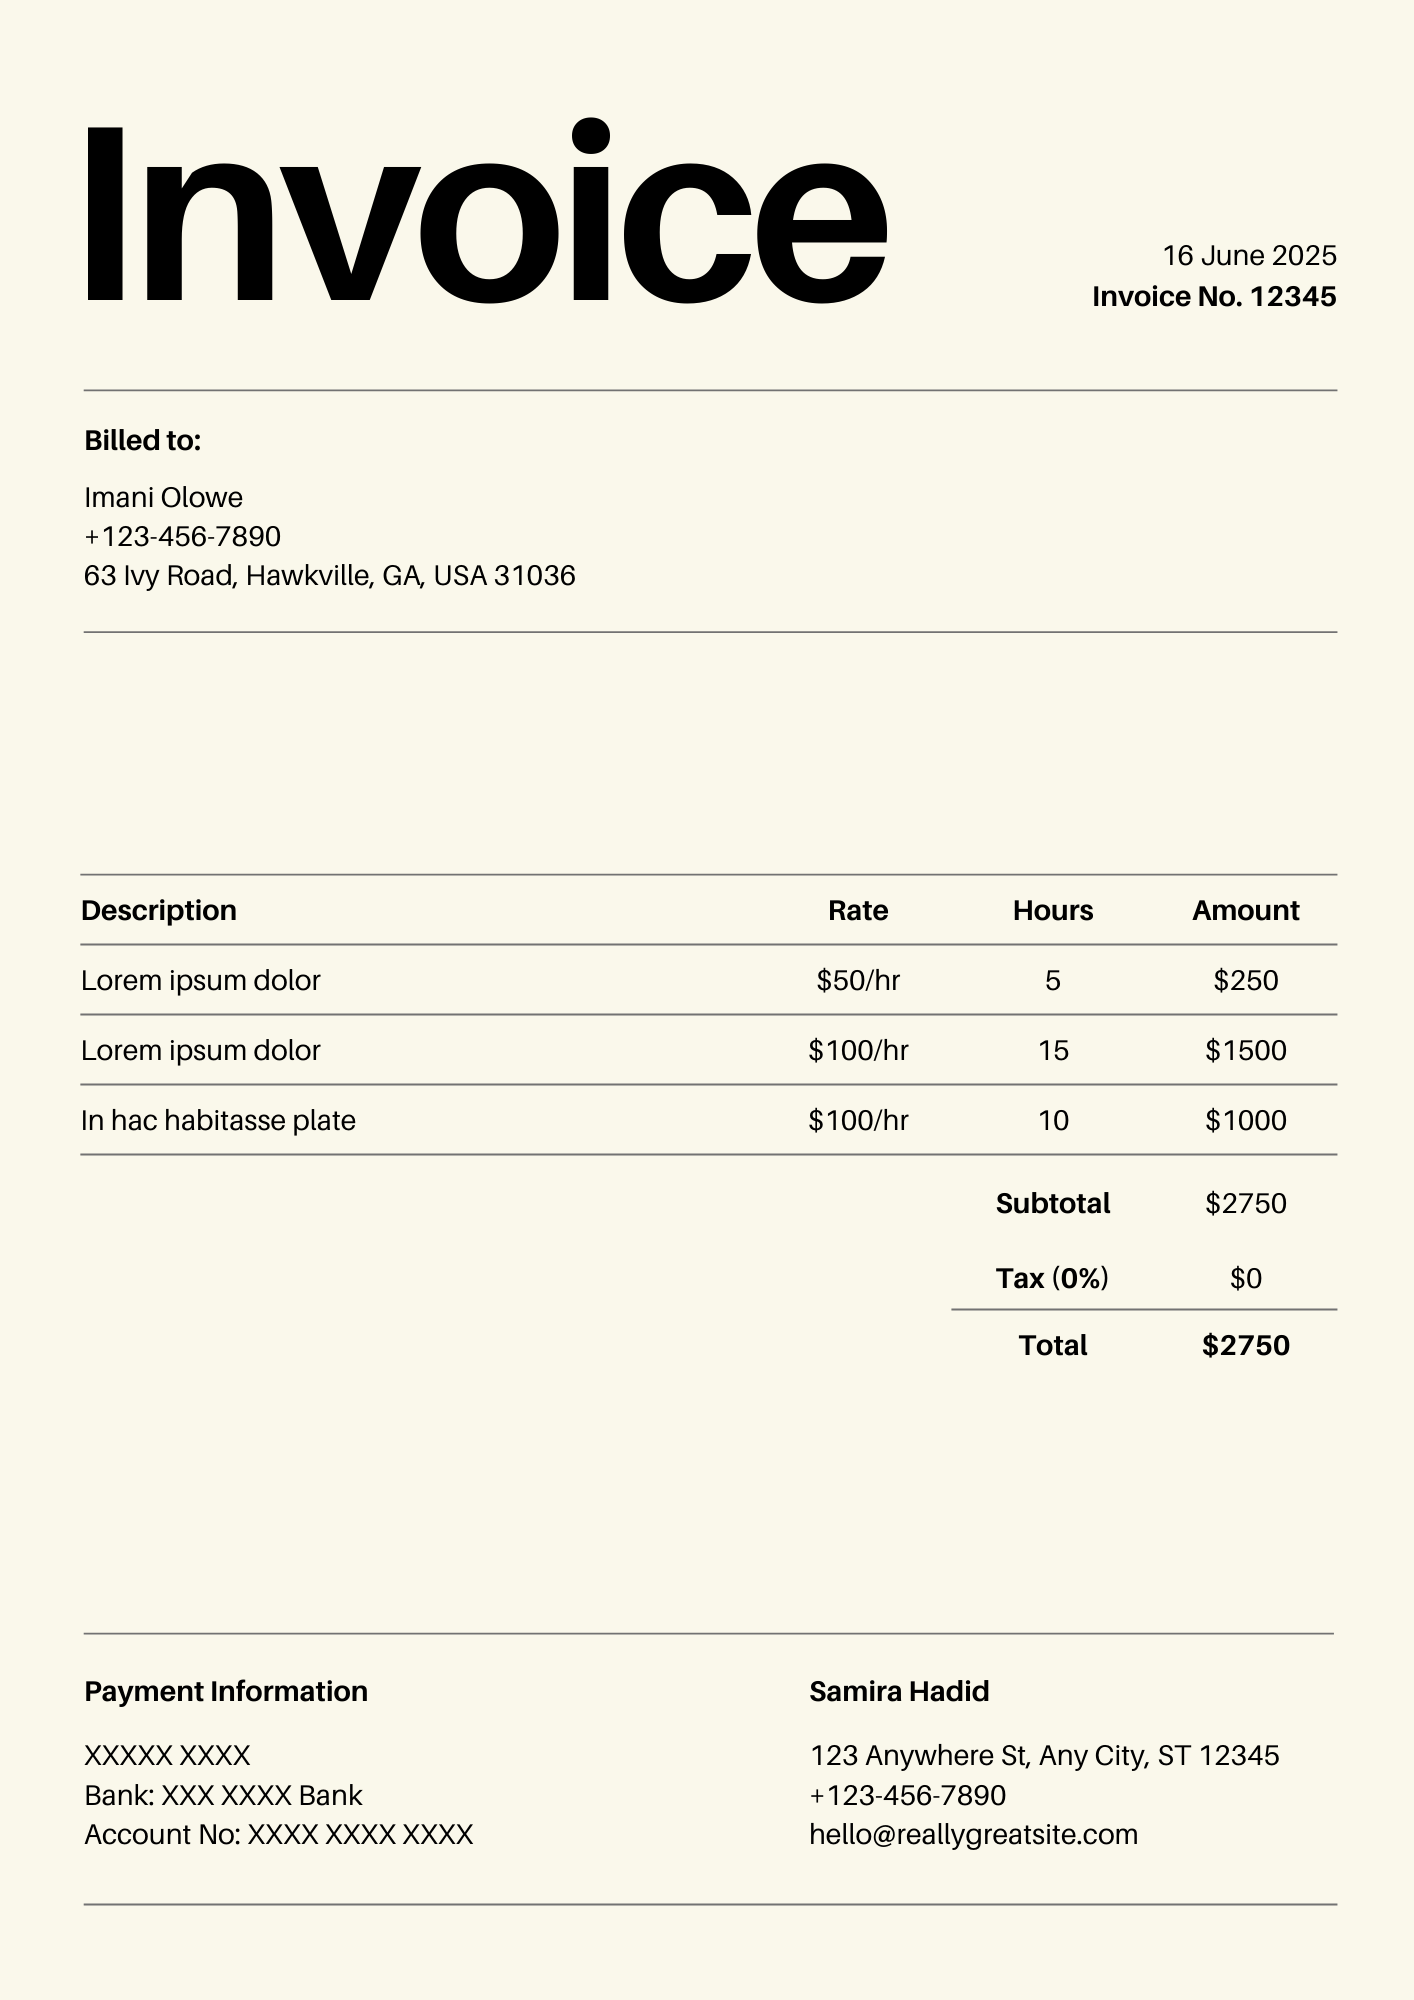 Invoice
16 June 2025
Invoice No. 12345
Billed to:
Imani Olowe
+123-456-7890
63 Ivy Road, Hawkville, GA, USA 31036
Description Rate Hours Amount
Lorem ipsum dolor $50/hr 5 $250
Lorem ipsum dolor $100/hr 15 $1500
In hac habitasse plate $100/hr 10 $1000
Subtotal $2750
Tax (0%) $0
Total $2750
Payment Information
XXXXX XXXX
Bank: XXX XXXX Bank
Account No: XXXX XXXX XXXX
Samira Hadid
123 Anywhere St, Any City, ST 12345
+123-456-7890
hello@reallygreatsite.com